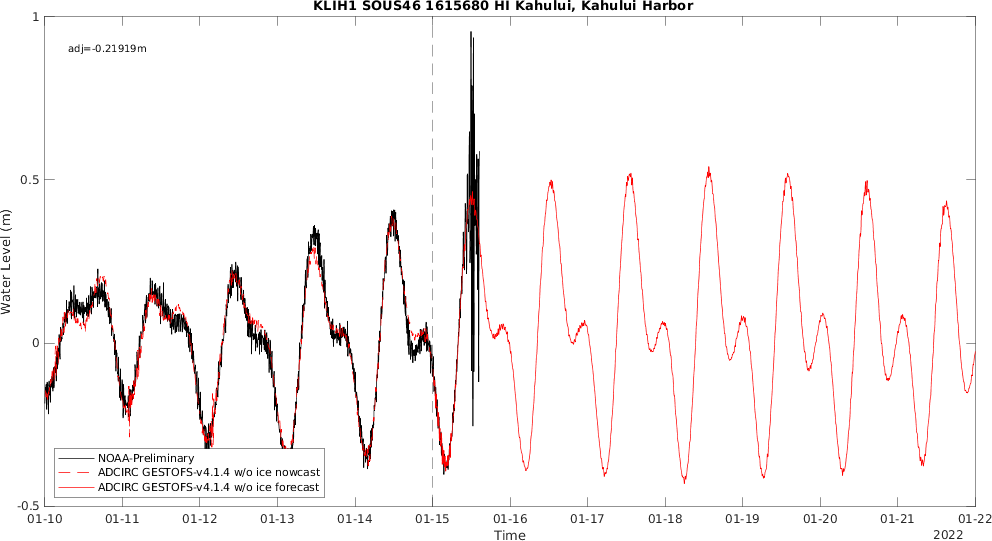 KLIH1 SOUS46 1615680 HI Kahului, Kahului Harbor
adj=-0.21919m
Water Level (m)
1
0.5
0
-0.5
NOAA-Preliminary
ADCIRC GESTOFS-v4.1.4 w/o ice nowcast
ADCIRC GESTOFS-v4.1.4 w/o ice forecast
01-10 01-11 01-12 01-13 01-14 01-15 01-16 01-17 01-18 01-19 01-20 01-21 01-22
Time
2022